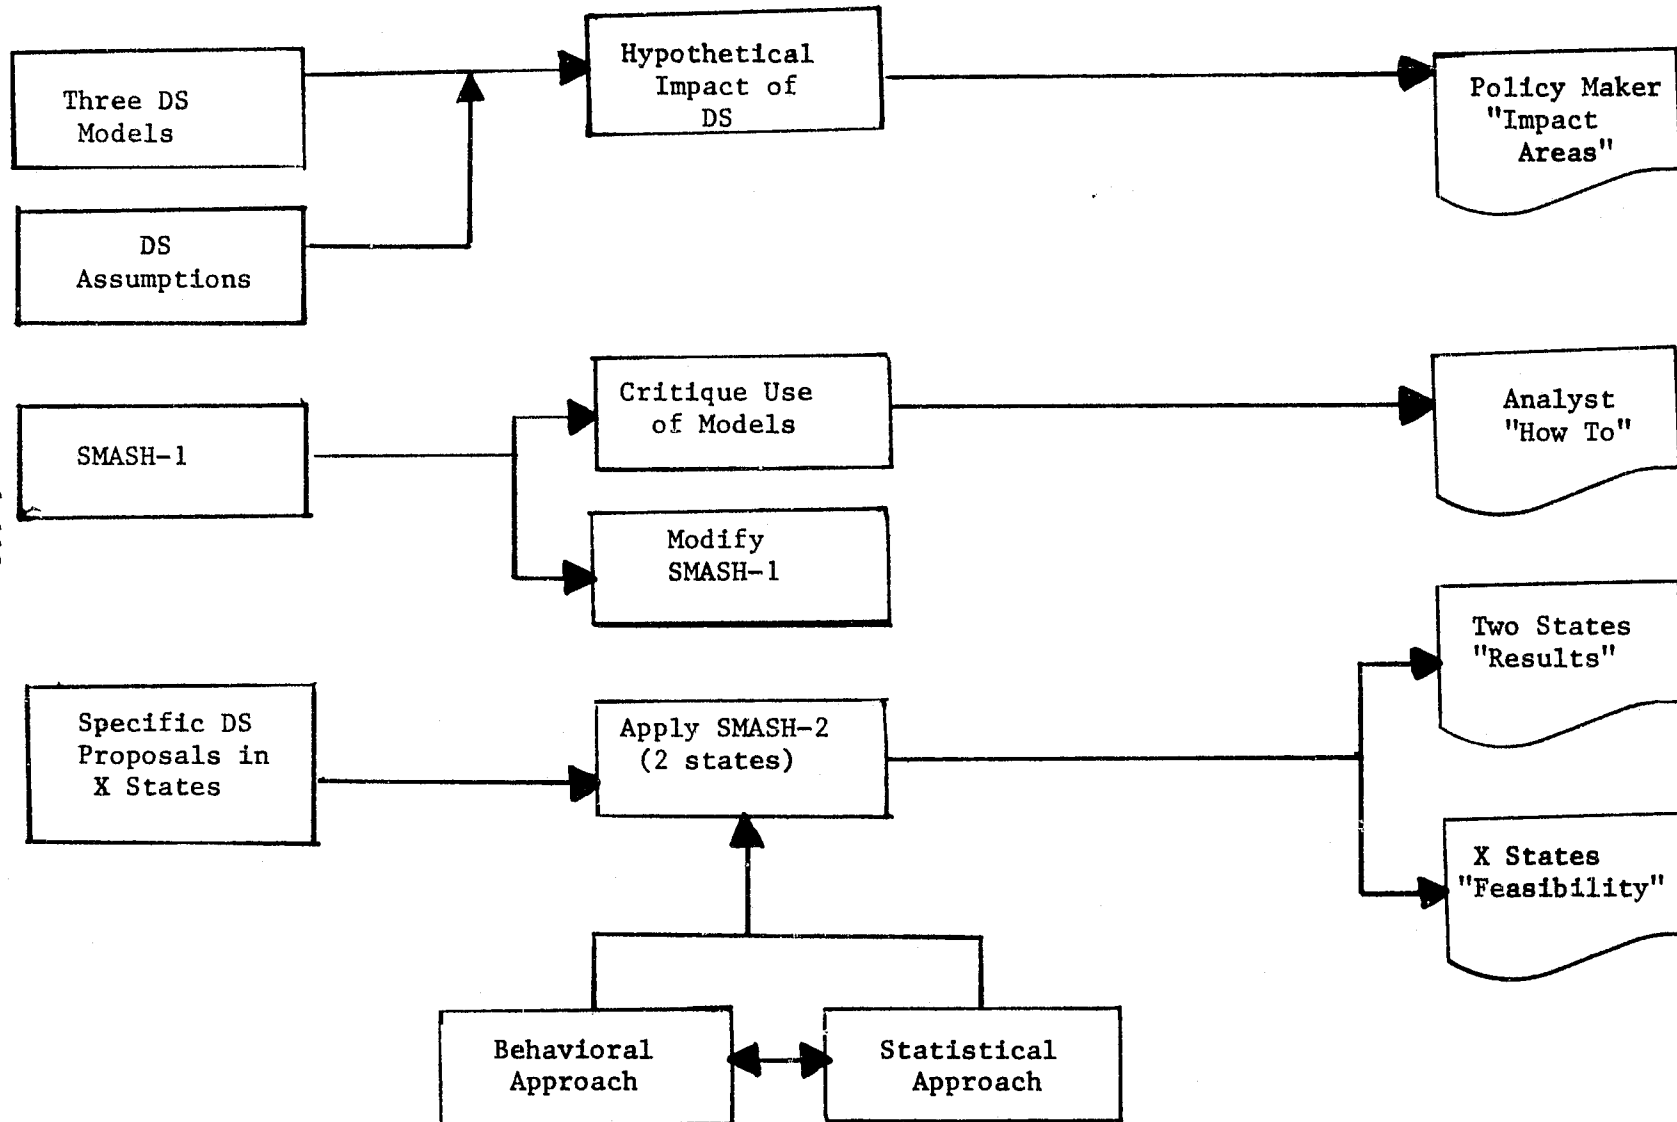 Three DS
Models
Hypothetical
Impact of
DS
Policy Maker
"Impact
Areas"
DS
Assumptions
SMASH-1
Critique Use
of Models
Analyst
"How To"
Modify
SMASH-1
Specific DS
Proposals in
X States
Apply SMASH-2
(2 states)
Two States
"Results"
X States
"Feasibility"
Behavioral
Approach
Statistical
Approach